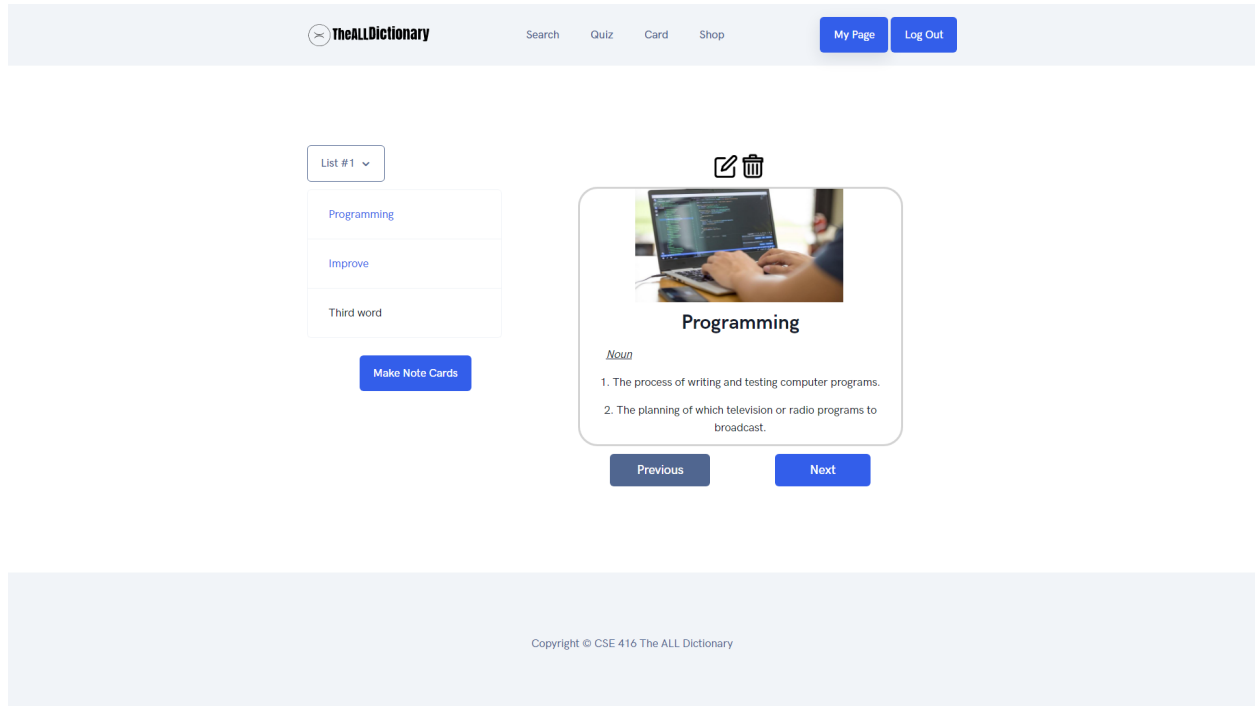 TheALLDictionary
Search
Quiz
Card
Shop
My Page
Log Out
List #1
Programming
Improve
Third word
Make Note Cards
Programming
Noun
1. The process of writing and testing computer programs.
2. The planning of which television or radio programs to
broadcast.
Previous
Next
Copyright © CSE 416 The ALL Dictionary